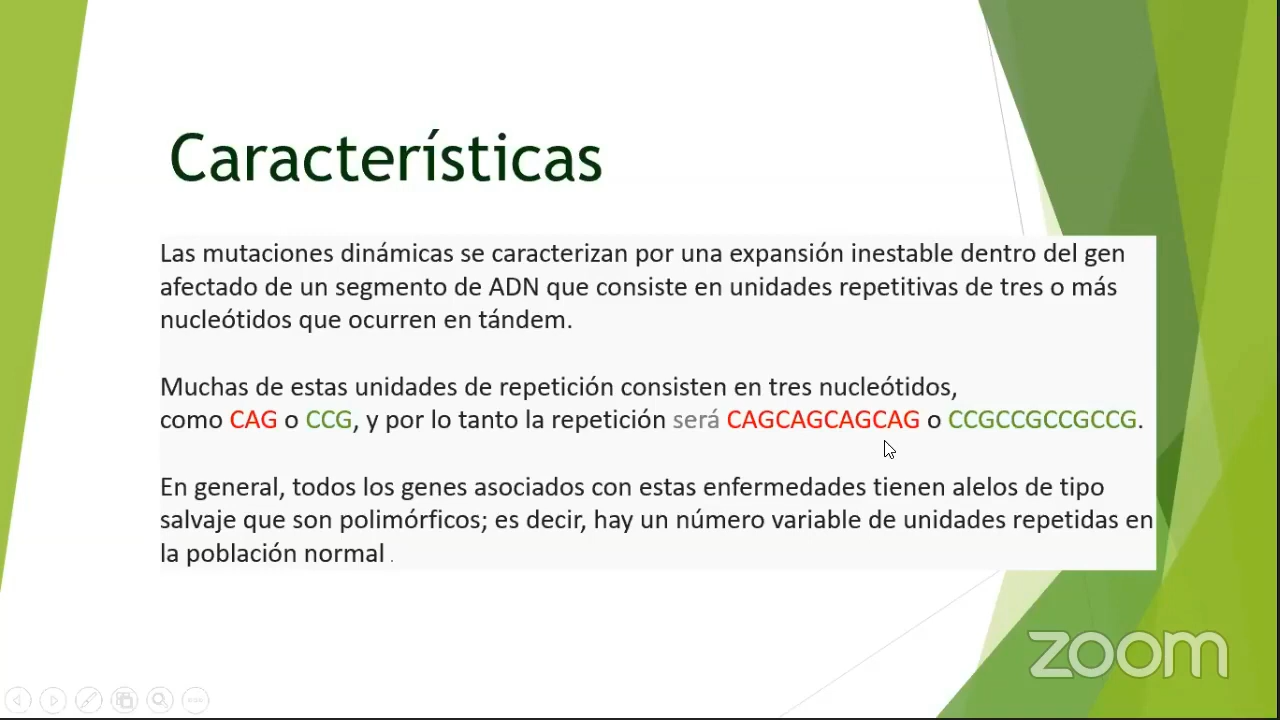 Características
Las mutaciones dinámicas se caracterizan por una expansión inestable dentro del gen
afectado de un segmento de ADN que consiste en unidades repetitivas de tres o más
nucleótidos que ocurren en tándem.
Muchas de estas unidades de repetición consisten en tres nucleótidos,
como CAG o CCG, y por lo tanto la repetición será CAGCAGCAGCAG o CCGCCGCCGCCG.
En general, todos los genes asociados con estas enfermedades tienen alelos de tipo
salvaje que son polimórficos; es decir, hay un número variable de unidades repetidas en
la población normal .
zoom